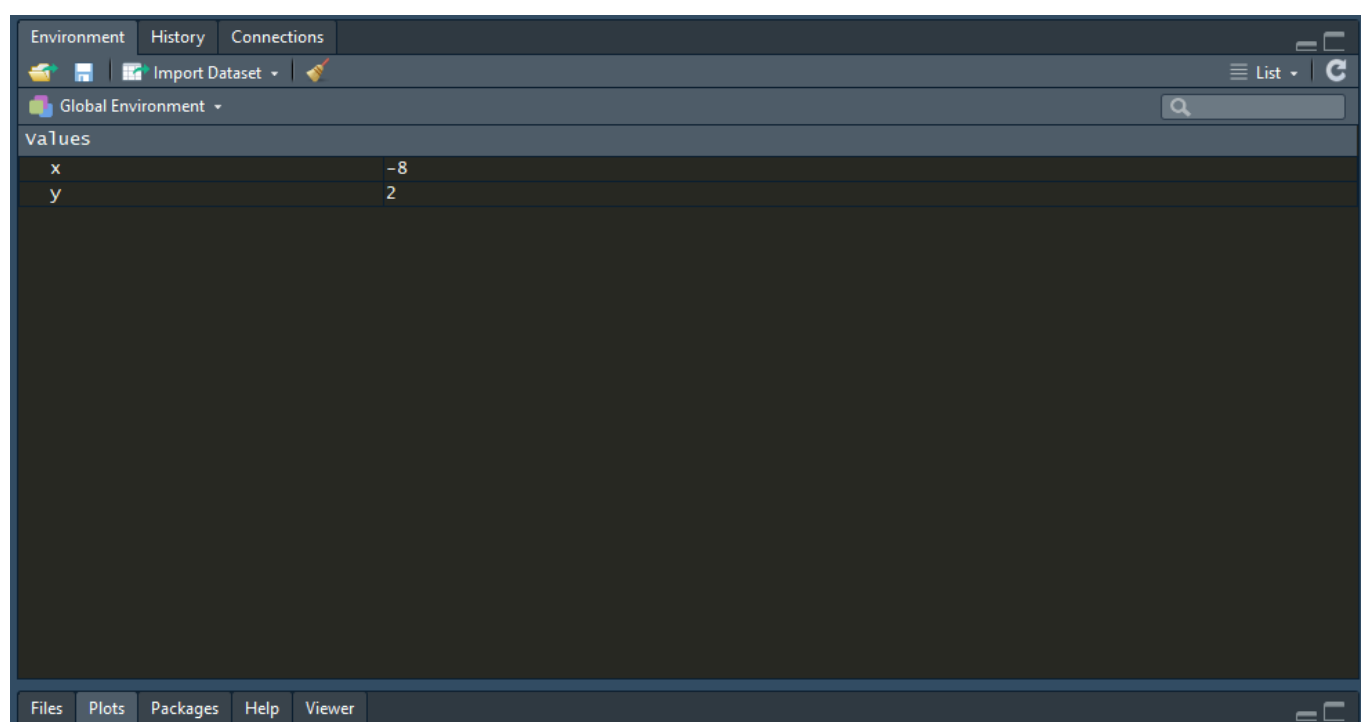 Environment History Connections
Import Dataset List
Global Environment
Values
x -8
y 2
Files Plots Packages Help Viewer